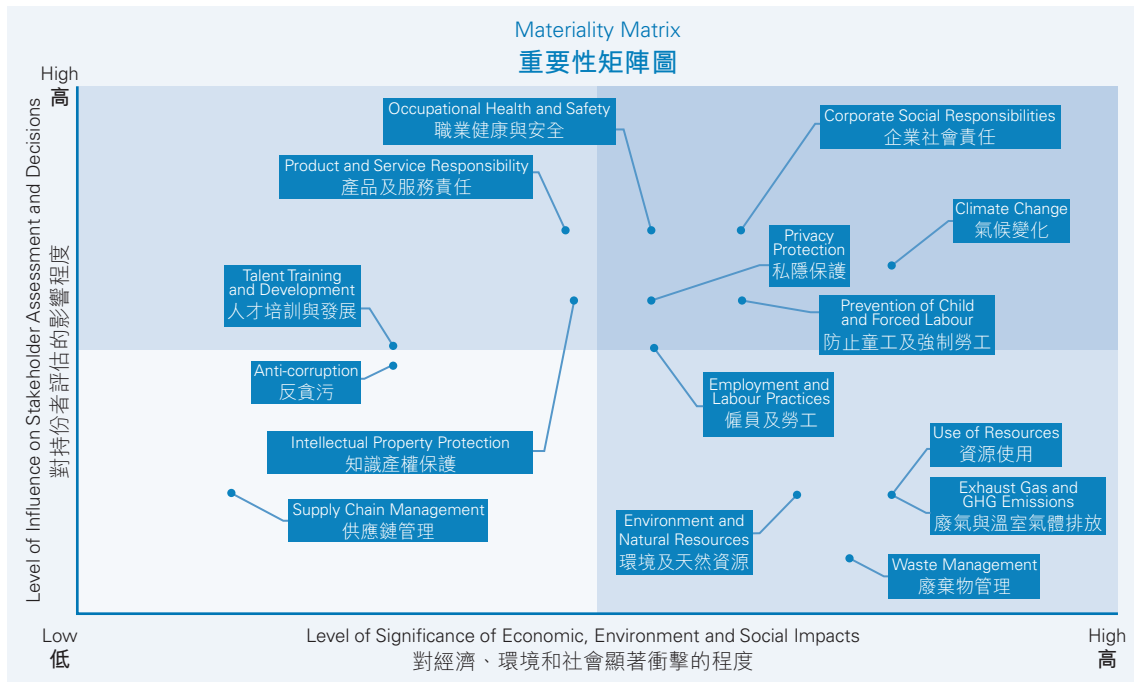 Materiality Matrix
重要性矩陣圖
High
高
Level of Influence on Stakeholder Assessment and Decisions
對持份者評估的影響程度
Occupational Health and Safety
職業健康與安全
Corporate Social Responsibilities
企業社會責任
Product and Service Responsibility
產品及服務責任
Climate Change
氣候變化
Privacy
Protection
私隱保護
Talent Training
and Development
人才培訓與發展
Prevention of Child
and Forced Labour
防止童工及強制勞工
Anti-corruption
反貪污
Employment and
Labour Practices
僱員及勞工
Intellectual Property Protection
知識產權保護
Use of Resources
資源使用
Supply Chain Management
供應鏈管理
Exhaust Gas and
GHG Emissions
廢氣與溫室氣體排放
Environment and
Natural Resources
環境及天然資源
Waste Management
廢棄物管理
Low
低
Level of Significance of Economic, Environment and Social Impacts
對經濟、環境和社會顯著衝擊的程度
High
高